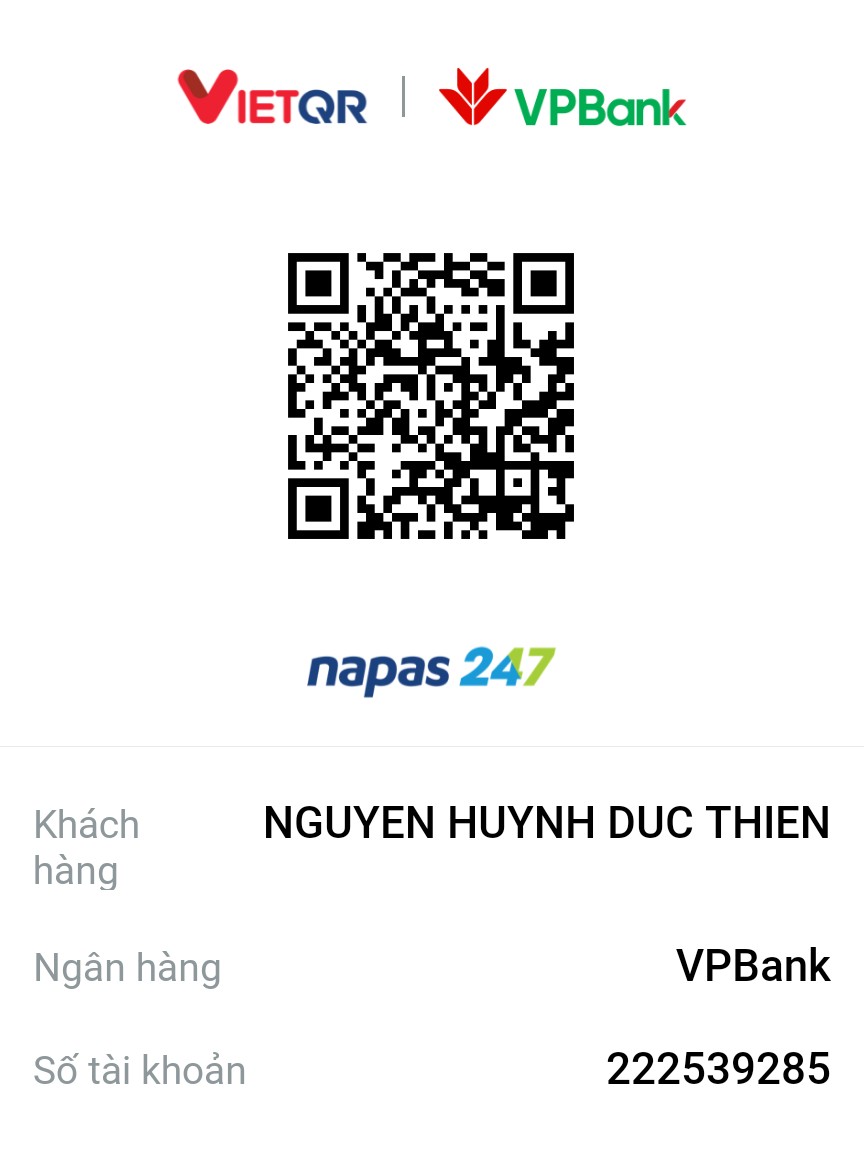 VIETQR | VPBank
napas 247
Khách hàng NGUYEN HUYNH DUC THIEN
Ngân hàng VPBank
Số tài khoản 222539285